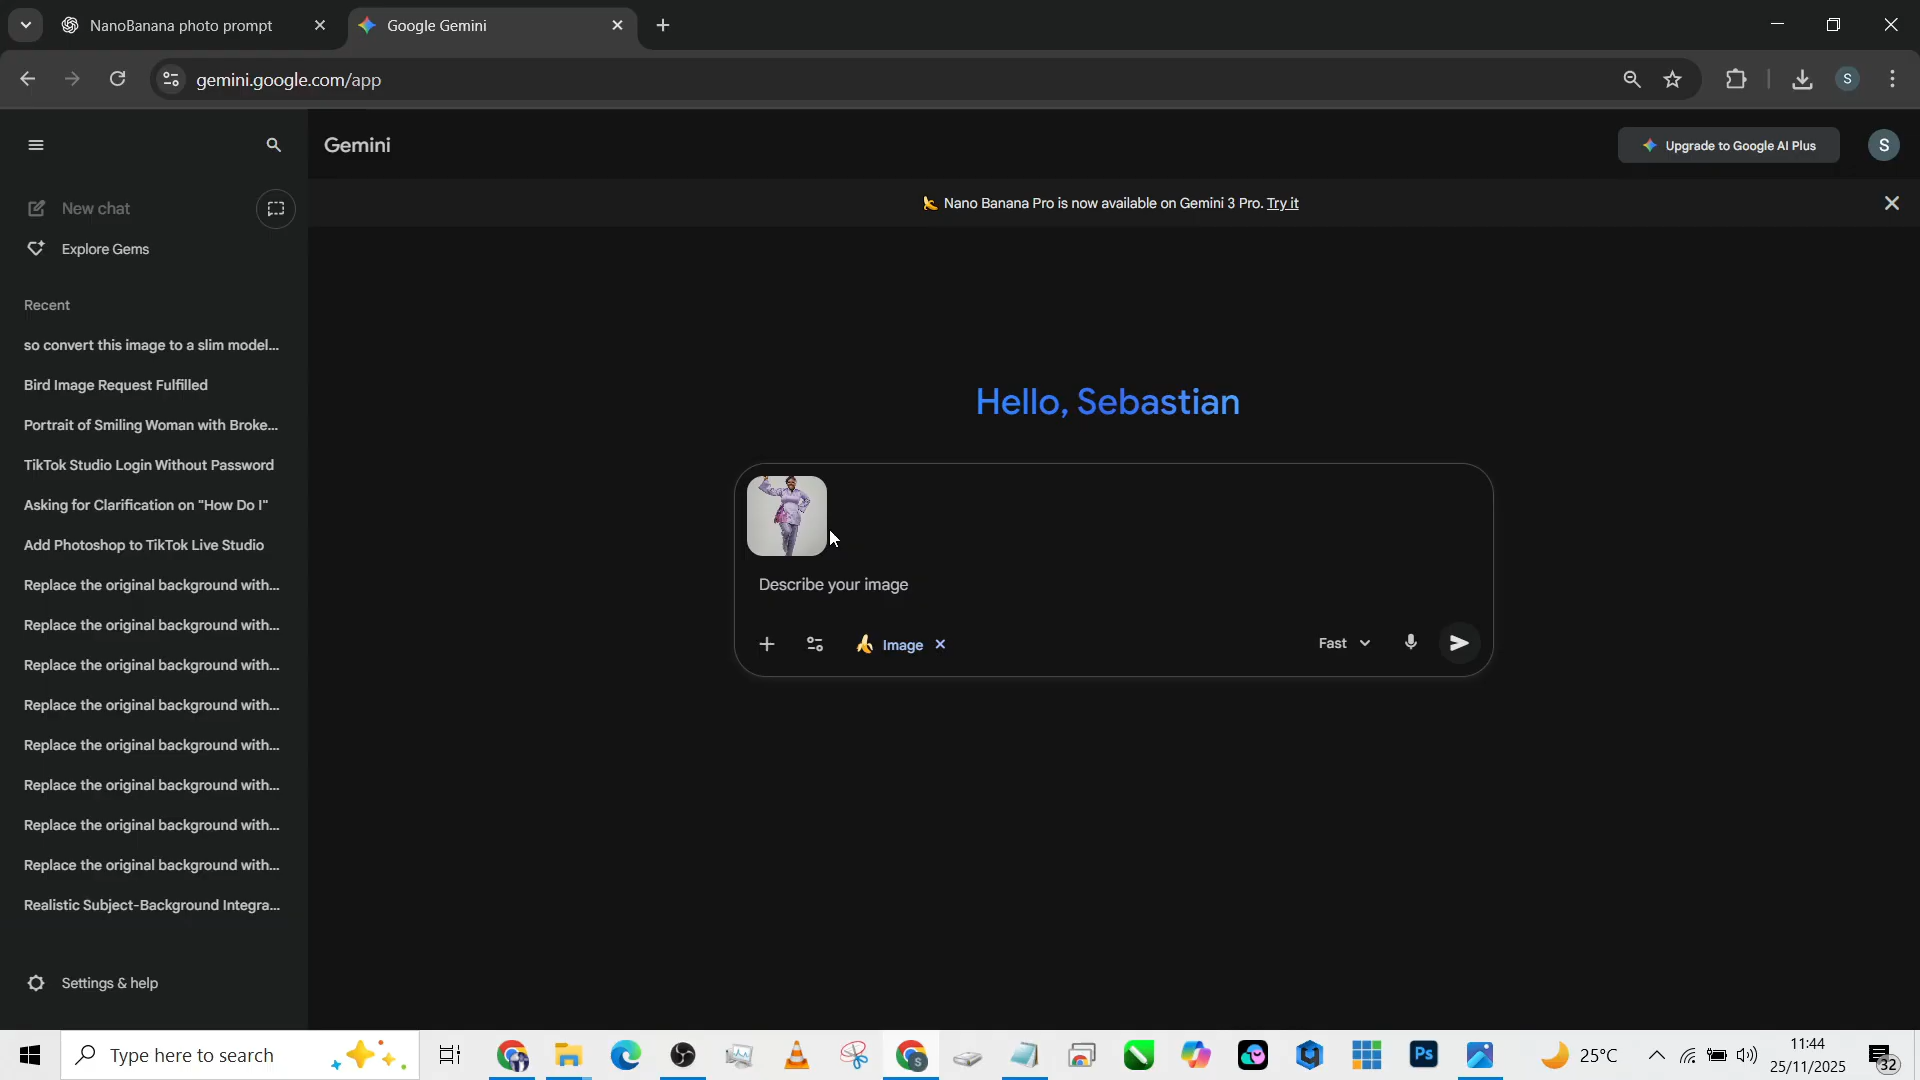 NanoBanana photo prompt
Google Gemini
gemini.google.com/app
S
Gemini
Upgrade to Google AI Plus
S
Nano Banana Pro is now available on Gemini 3 Pro. Try it
New chat
Explore Gems
Recent
so convert this image to a slim model...
Bird Image Request Fulfilled
Portrait of Smiling Woman with Broke...
TikTok Studio Login Without Password
Asking for Clarification on "How Do I"
Add Photoshop to TikTok Live Studio
Replace the original background with...
Replace the original background with...
Replace the original background with...
Replace the original background with...
Replace the original background with...
Replace the original background with...
Replace the original background with...
Replace the original background with...
Realistic Subject-Background Integra...
Settings & help
Hello, Sebastian
Describe your image
Image
Fast
Type here to search
S
Ps
25°C
11:44
25/11/2025
32